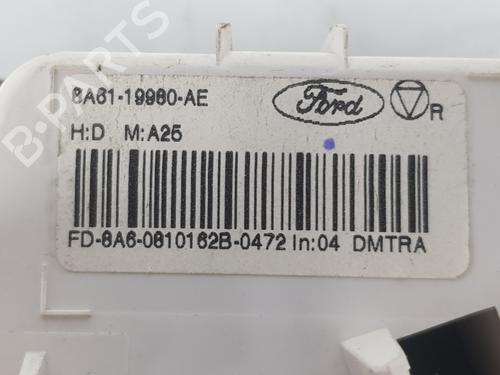 B-PARTS
8A61-19980-AE
Ford
R
H:D M:A25
FD-8A6-0810162B-0472 In:04 DMTRA